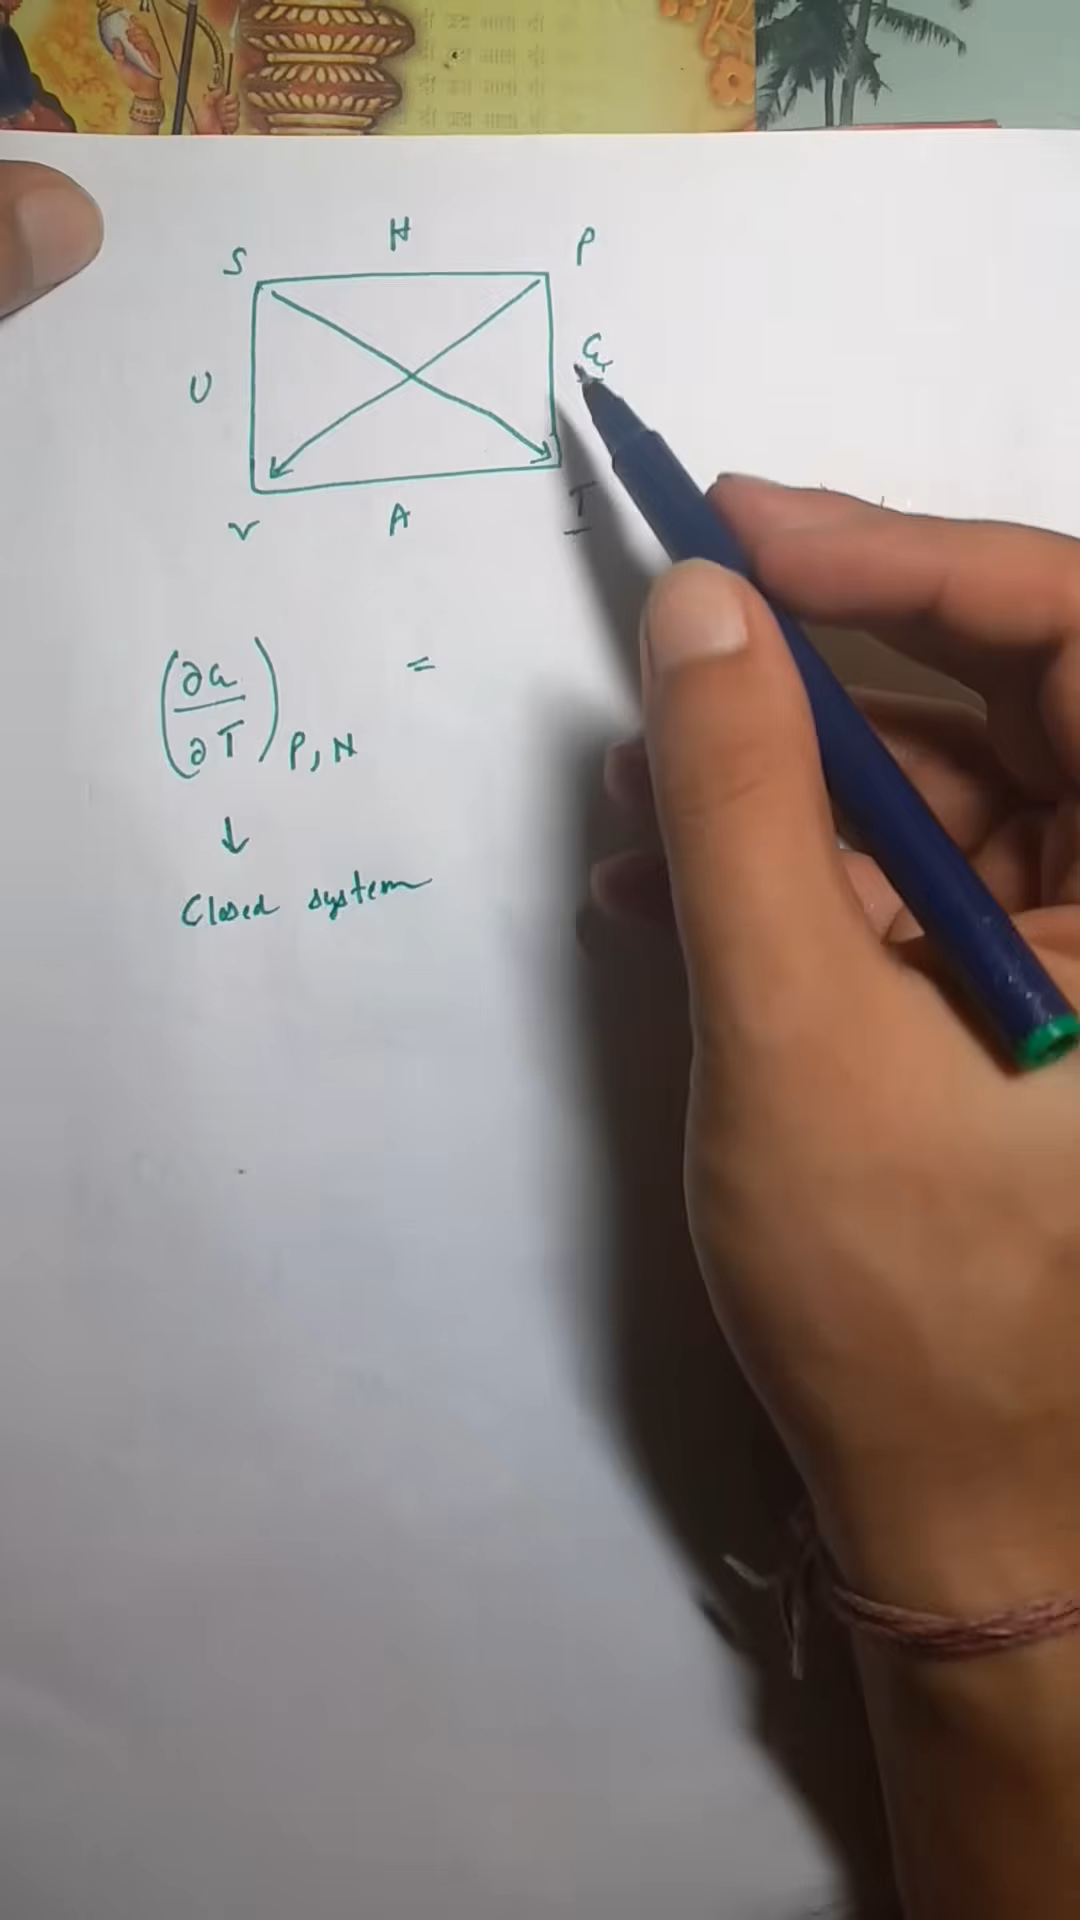 S H P
U G
V A T
(∂G/∂T)P,N =
↓
Closed system